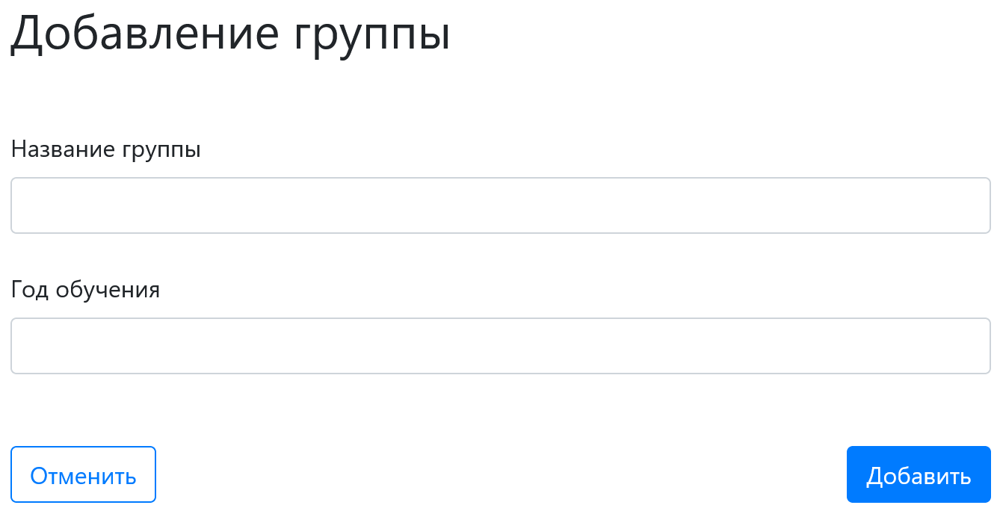 Добавление группы
Название группы
Год обучения
Отменить
Добавить